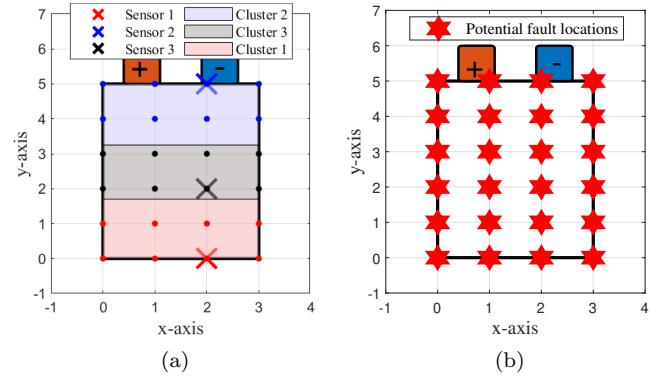 Sensor 1 Cluster 2
Sensor 2 Cluster 3
Sensor 3 Cluster 1
+ -
7
6
5
4
3
2
1
0
-1
y-axis
-1 0 1 2 3 4
x-axis
(a)
Potential fault locations
+ -
7
6
5
4
3
2
1
0
-1
y-axis
-1 0 1 2 3 4
x-axis
(b)